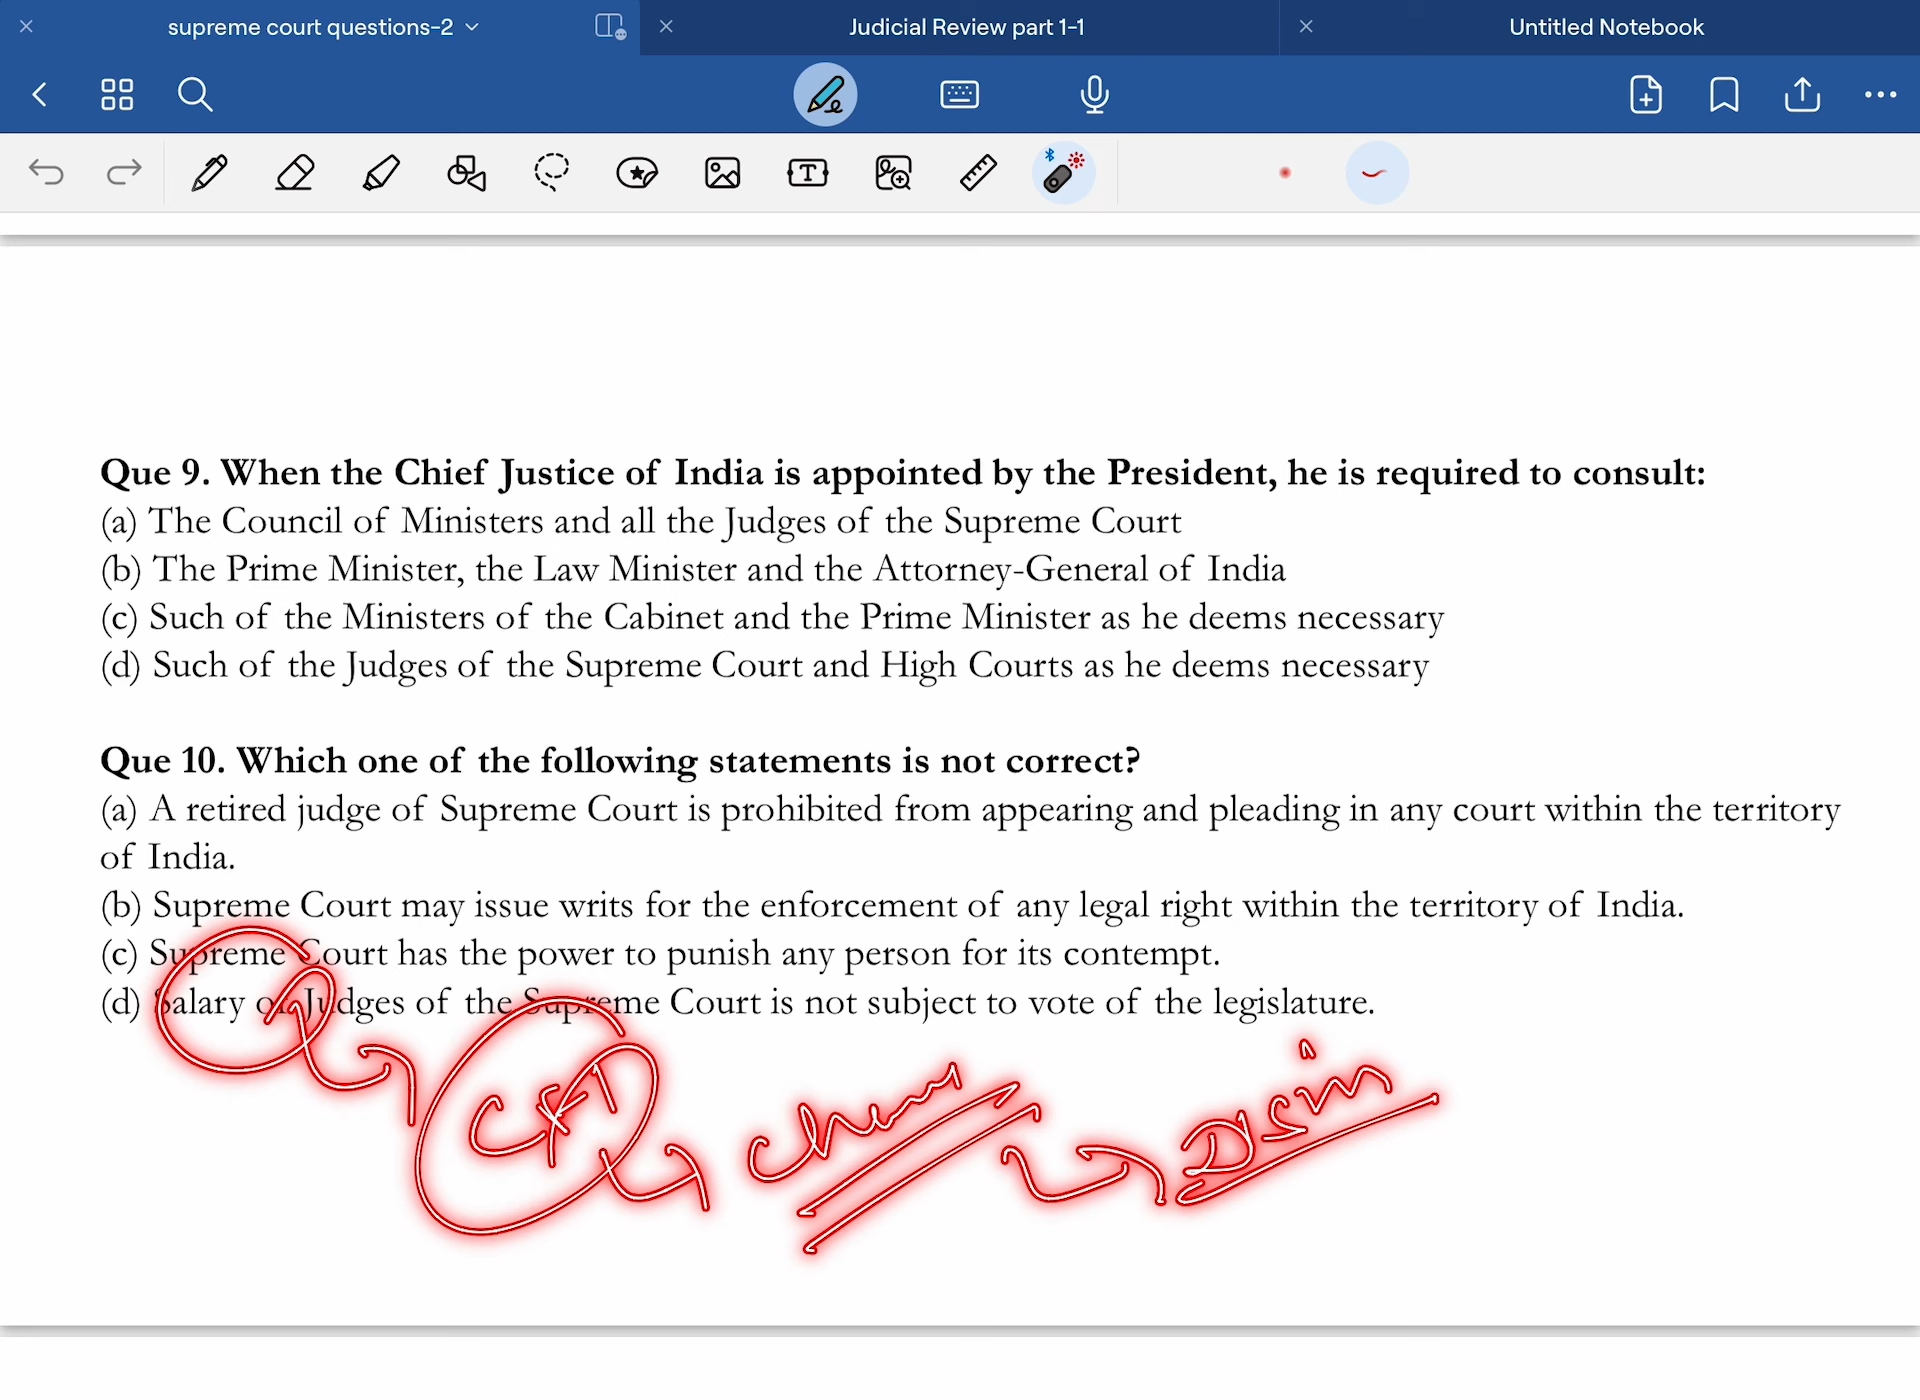 supreme court questions-2
Judicial Review part 1-1
Untitled Notebook
Que 9. When the Chief Justice of India is appointed by the President, he is required to consult:
(a) The Council of Ministers and all the Judges of the Supreme Court
(b) The Prime Minister, the Law Minister and the Attorney-General of India
(c) Such of the Ministers of the Cabinet and the Prime Minister as he deems necessary
(d) Such of the Judges of the Supreme Court and High Courts as he deems necessary
Que 10. Which one of the following statements is not correct?
(a) A retired judge of Supreme Court is prohibited from appearing and pleading in any court within the territory
of India.
(b) Supreme Court may issue writs for the enforcement of any legal right within the territory of India.
(c) Supreme Court has the power to punish any person for its contempt.
(d) Salary of Judges of the Supreme Court is not subject to vote of the legislature.